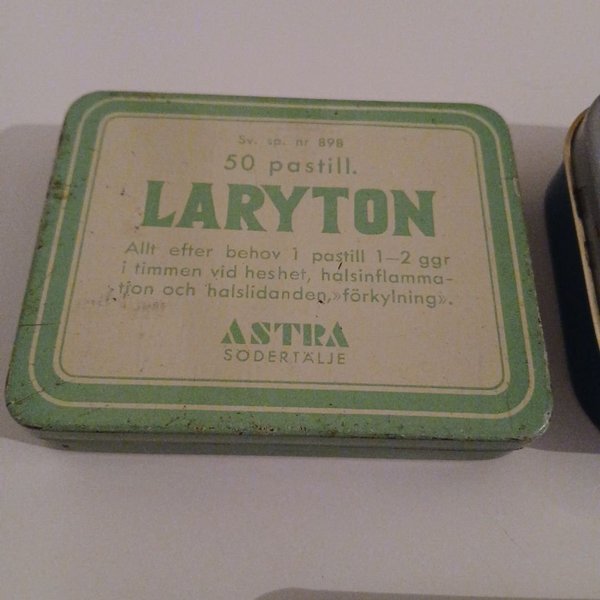 Sv. sp. nr 898
50 pastill.
LARYTON
Allt efter behov 1 pastill 1–2 ggr
i timmen vid heshet, halsinflamma-
tion och halslidanden, »förkylning».
ASTRA
SÖDERTÄLJE